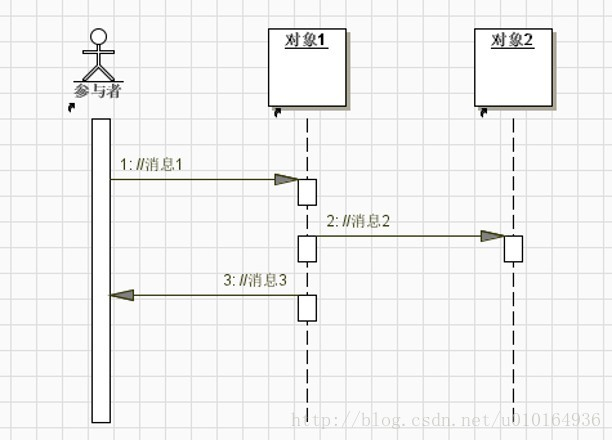 对象1
对象2
参与者
1: //消息1
2: //消息2
3: //消息3
http://blog.csdn.net/u010164936